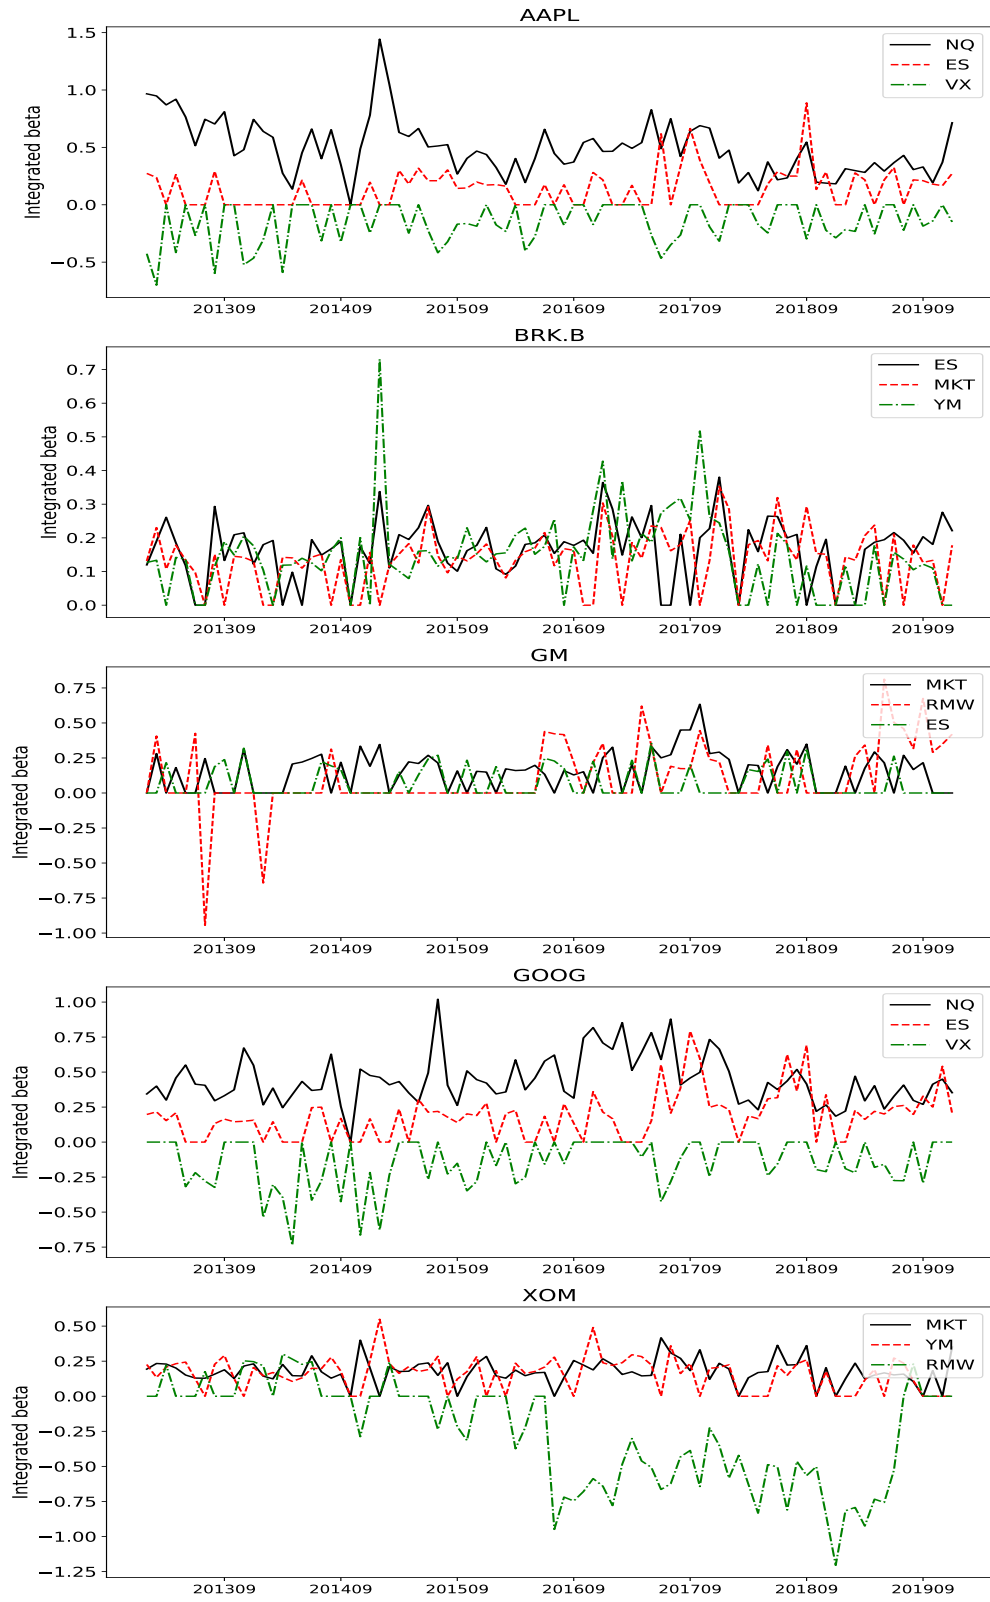 AAPL
Integrated beta
1.5
1.0
0.5
0.0
−0.5
NQ
ES
VX
201309 201409 201509 201609 201709 201809 201909
BRK.B
Integrated beta
0.7
0.6
0.5
0.4
0.3
0.2
0.1
0.0
ES
MKT
YM
201309 201409 201509 201609 201709 201809 201909
GM
Integrated beta
0.75
0.50
0.25
0.00
−0.25
−0.50
−0.75
−1.00
MKT
RMW
ES
201309 201409 201509 201609 201709 201809 201909
GOOG
Integrated beta
1.00
0.75
0.50
0.25
0.00
−0.25
−0.50
−0.75
NQ
ES
VX
201309 201409 201509 201609 201709 201809 201909
XOM
Integrated beta
0.50
0.25
0.00
−0.25
−0.50
−0.75
−1.00
−1.25
MKT
YM
RMW
201309 201409 201509 201609 201709 201809 201909